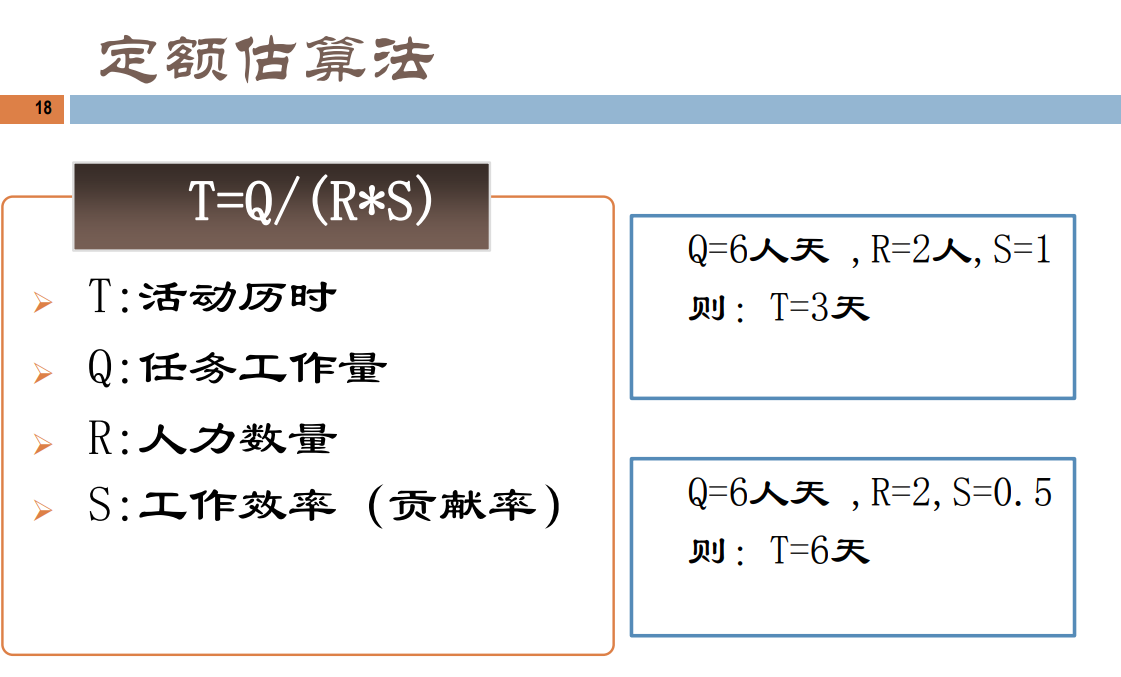 定额估算法
18
T=Q/(R*S)
T:活动历时
Q:任务工作量
R:人力数量
S:工作效率（贡献率）
Q=6人天 ,R=2人,S=1
则: T=3天
Q=6人天 ,R=2,S=0.5
则: T=6天